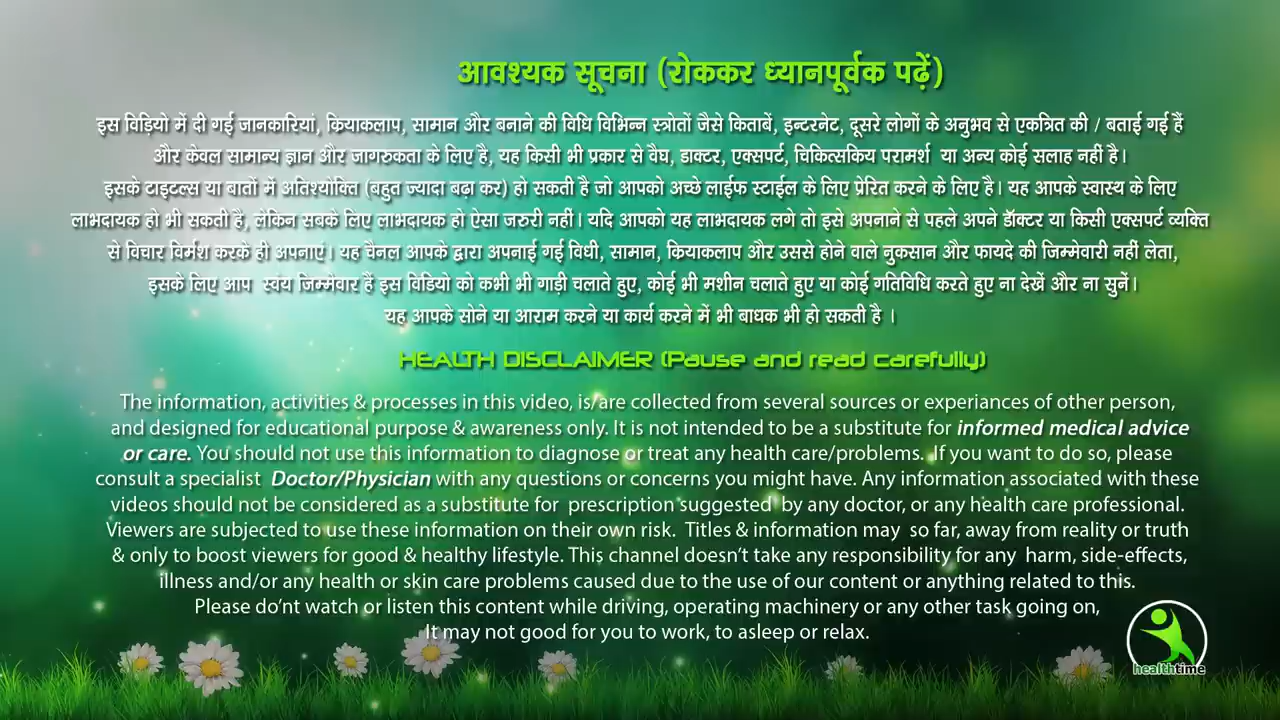 आवश्यक सूचना (रोककर ध्यानपूर्वक पढ़ें)
इस विड़ियो में दी गई जानकारियां, कियाकलाप, सामान और बनाने की विधि विभिन्न स्त्रोतों जैसे किताबें, इन्टरनेट, दूसरे लोगों के अनुभव से एकत्रित की / बताई गई हैं
और केवल सामान्य ज्ञान और जागरुकता के लिए है, यह किसी भी प्रकार से वैघ, डाक्टर, एक्सपर्ट, चिकित्सकिय परामर्श या अन्य कोई सलाह नहीं है।
इसके टाइटल्स या बातों में अतिश्योक्ति (बहुत ज्यादा बढ़ा कर) हो सकती है जो आपको अच्छे लाईफ स्टाईल के लिए प्रेरित करने के लिए है। यह आपके स्वास्थ के लिए
लाभदायक हो भी सकती है, लेकिन सबके लिए लाभदायक हो ऐसा जरुरी नहीं। यदि आपको यह लाभदायक लगे तो इसे अपनाने से पहले अपने डॉक्टर या किसी एक्सपर्ट व्यक्ति
से विचार विर्मश करके ही अपनाएं। यह चैनल आपके द्वारा अपनाई गई विधी, सामान, कियाकलाप और उससे होने वाले नुकसान और फायदे की जिम्मेवारी नहीं लेता,
इसके लिए आप स्वंय जिम्मेवार हैं इस विडियो को कभी भी गाड़ी चलाते हुए, कोई भी मशीन चलाते हुए या कोई गतिविधि करते हुए ना देखें और ना सुनें।
यह आपके सोने या आराम करने या कार्य करने में भी बाधक भी हो सकती है ।
HEALTH DISCLAIMER (Pause and read carefully)
The information, activities & processes in this video, is/are collected from several sources or experiances of other person,
and designed for educational purpose & awareness only. It is not intended to be a substitute for informed medical advice
or care. You should not use this information to diagnose or treat any health care/problems. If you want to do so, please
consult a specialist Doctor/Physician with any questions or concerns you might have. Any information associated with these
videos should not be considered as a substitute for prescription suggested by any doctor, or any health care professional.
Viewers are subjected to use these information on their own risk. Titles & information may so far, away from reality or truth
& only to boost viewers for good & healthy lifestyle. This channel doesn't take any responsibility for any harm, side-effects,
illness and/or any health or skin care problems caused due to the use of our content or anything related to this.
Please do'nt watch or listen this content while driving, operating machinery or any other task going on,
It may not good for you to work, to asleep or relax.
healthtime